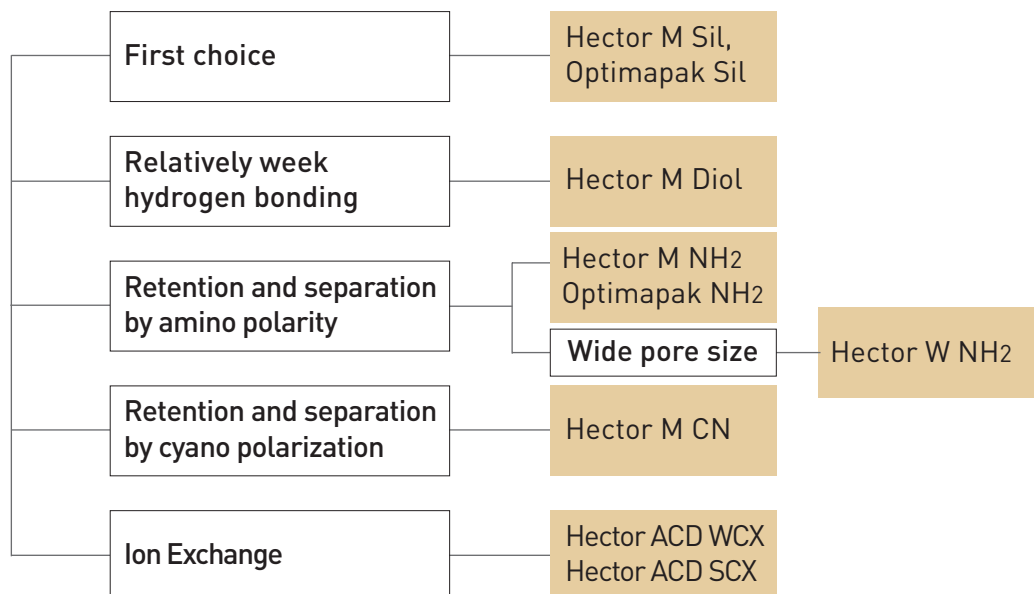 First choice
Hector M Sil,
Optimapak Sil
Relatively week
hydrogen bonding
Hector M Diol
Retention and separation
by amino polarity
Hector M NH2
Optimapak NH2
Wide pore size
Hector W NH2
Retention and separation
by cyano polarization
Hector M CN
Ion Exchange
Hector ACD WCX
Hector ACD SCX